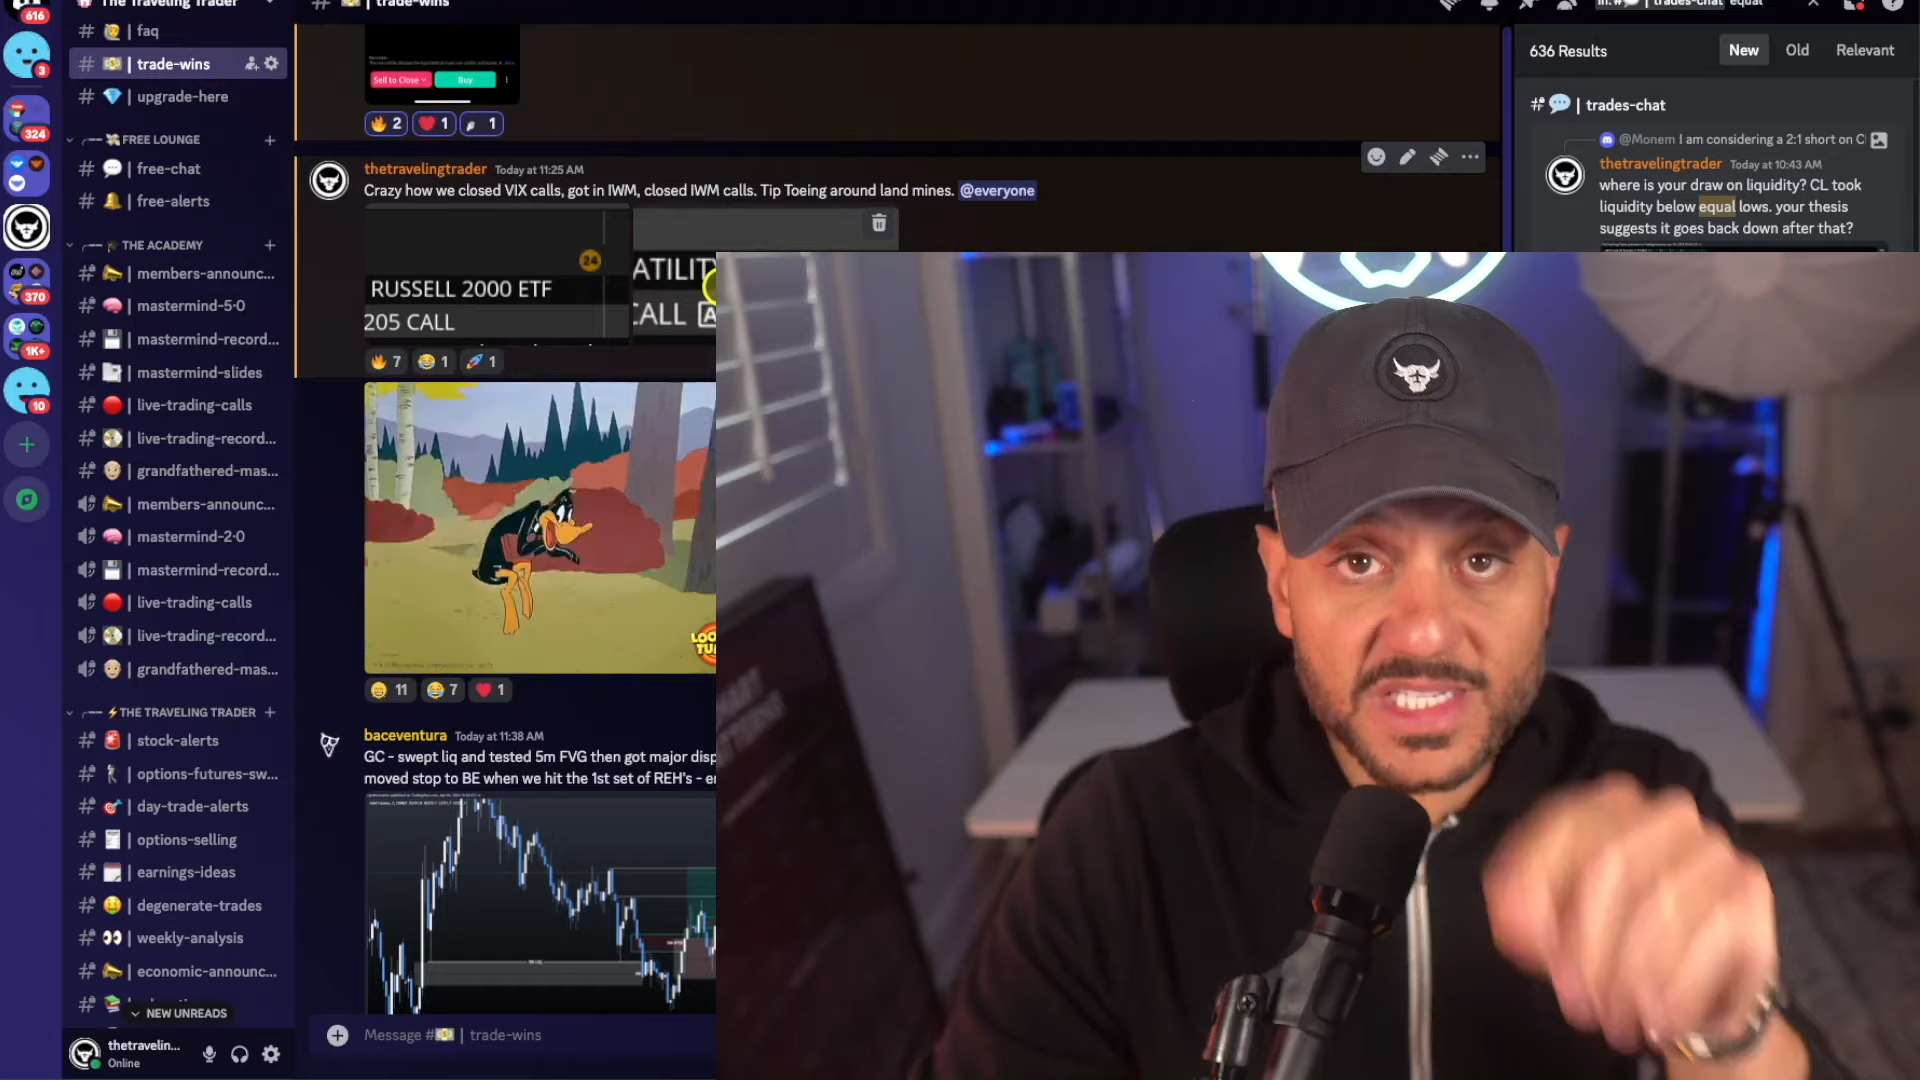 616
The Traveling Trader
faq
trade-wins
3
upgrade-here
324
FREE LOUNGE
free-chat
free-alerts
THE ACADEMY
members-announc...
370
mastermind-5·0
mastermind-record...
1K+
mastermind-slides
10
live-trading-calls
live-trading-record...
grandfathered-mas...
members-announc...
mastermind-2·0
mastermind-record...
live-trading-calls
live-trading-record...
grandfathered-mas...
THE TRAVELING TRADER
stock-alerts
options-futures-sw...
day-trade-alerts
options-selling
earnings-ideas
degenerate-trades
weekly-analysis
economic-announc...
NEW UNREADS
thetravelin...
Online
trade-wins
Sell to Close
Buy
2 1 1
thetravelingtrader Today at 11:25 AM
Crazy how we closed VIX calls, got in IWM, closed IWM calls. Tip Toeing around land mines. @everyone
24
RUSSELL 2000 ETF
205 CALL
ATILIT
CALL
7 1 1
11 7 1
baceventura Today at 11:38 AM
GC - swept liq and tested 5m FVG then got major disp
moved stop to BE when we hit the 1st set of REH's - e
Message # | trade-wins
in: # | trades-chat equal
636 Results
New Old Relevant
# | trades-chat
@Monem I am considering a 2:1 short on C
thetravelingtrader Today at 10:43 AM
where is your draw on liquidity? CL took
liquidity below equal lows. your thesis
suggests it goes back down after that?